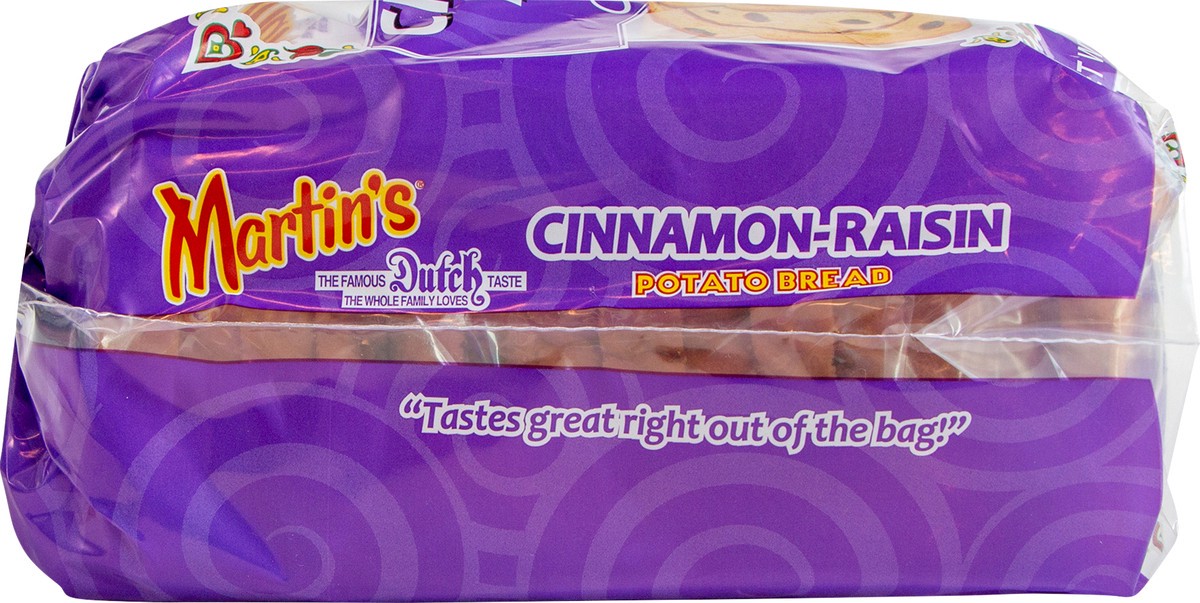 Martin's®
THE FAMOUS Dutch TASTE
THE WHOLE FAMILY LOVES
CINNAMON-RAISIN
POTATO BREAD
“Tastes great right out of the bag!”